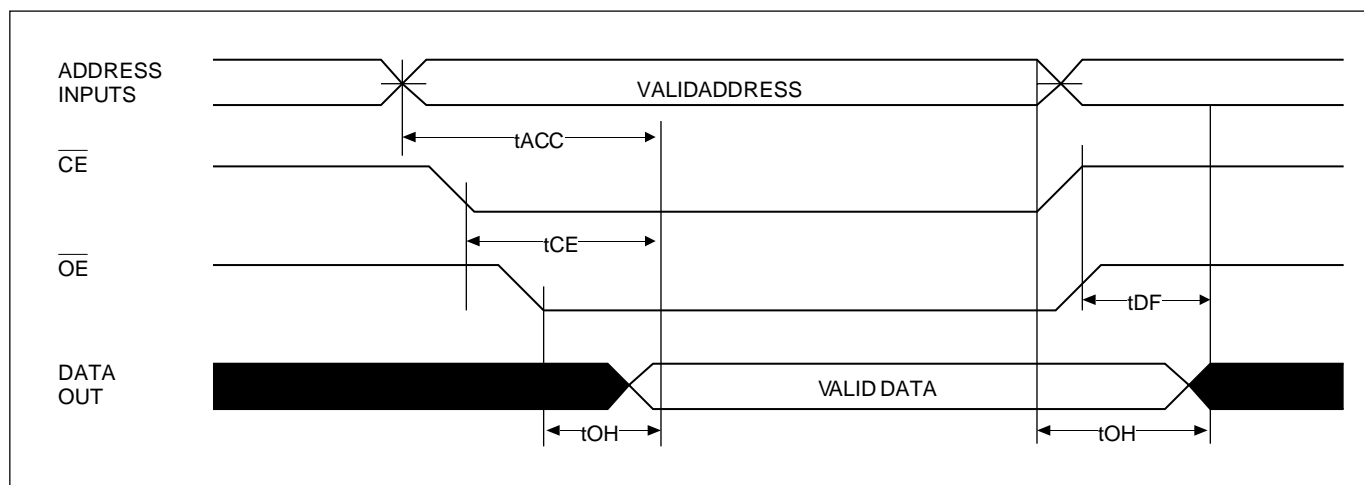 ADDRESS
INPUTS
VALIDADDRESS
tACC
CE
tCE
OE
tDF
DATA
OUT
VALID DATA
tOH
tOH